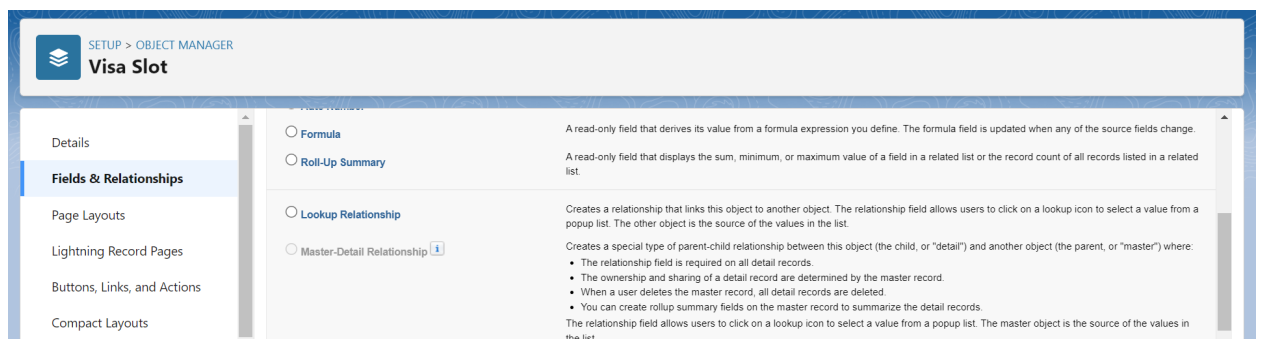 SETUP > OBJECT MANAGER
Visa Slot
Details
Fields & Relationships
Page Layouts
Lightning Record Pages
Buttons, Links, and Actions
Compact Layouts
Auto Number
Formula
A read-only field that derives its value from a formula expression you define. The formula field is updated when any of the source fields change.
Roll-Up Summary
A read-only field that displays the sum, minimum, or maximum value of a field in a related list or the record count of all records listed in a related
list.
Lookup Relationship
Creates a relationship that links this object to another object. The relationship field allows users to click on a lookup icon to select a value from a
popup list. The other object is the source of the values in the list.
Master-Detail Relationship i
Creates a special type of parent-child relationship between this object (the child, or "detail") and another object (the parent, or "master") where:
• The relationship field is required on all detail records.
• The ownership and sharing of a detail record are determined by the master record.
• When a user deletes the master record, all detail records are deleted.
• You can create rollup summary fields on the master record to summarize the detail records.
The relationship field allows users to click on a lookup icon to select a value from a popup list. The master object is the source of the values in
the list.